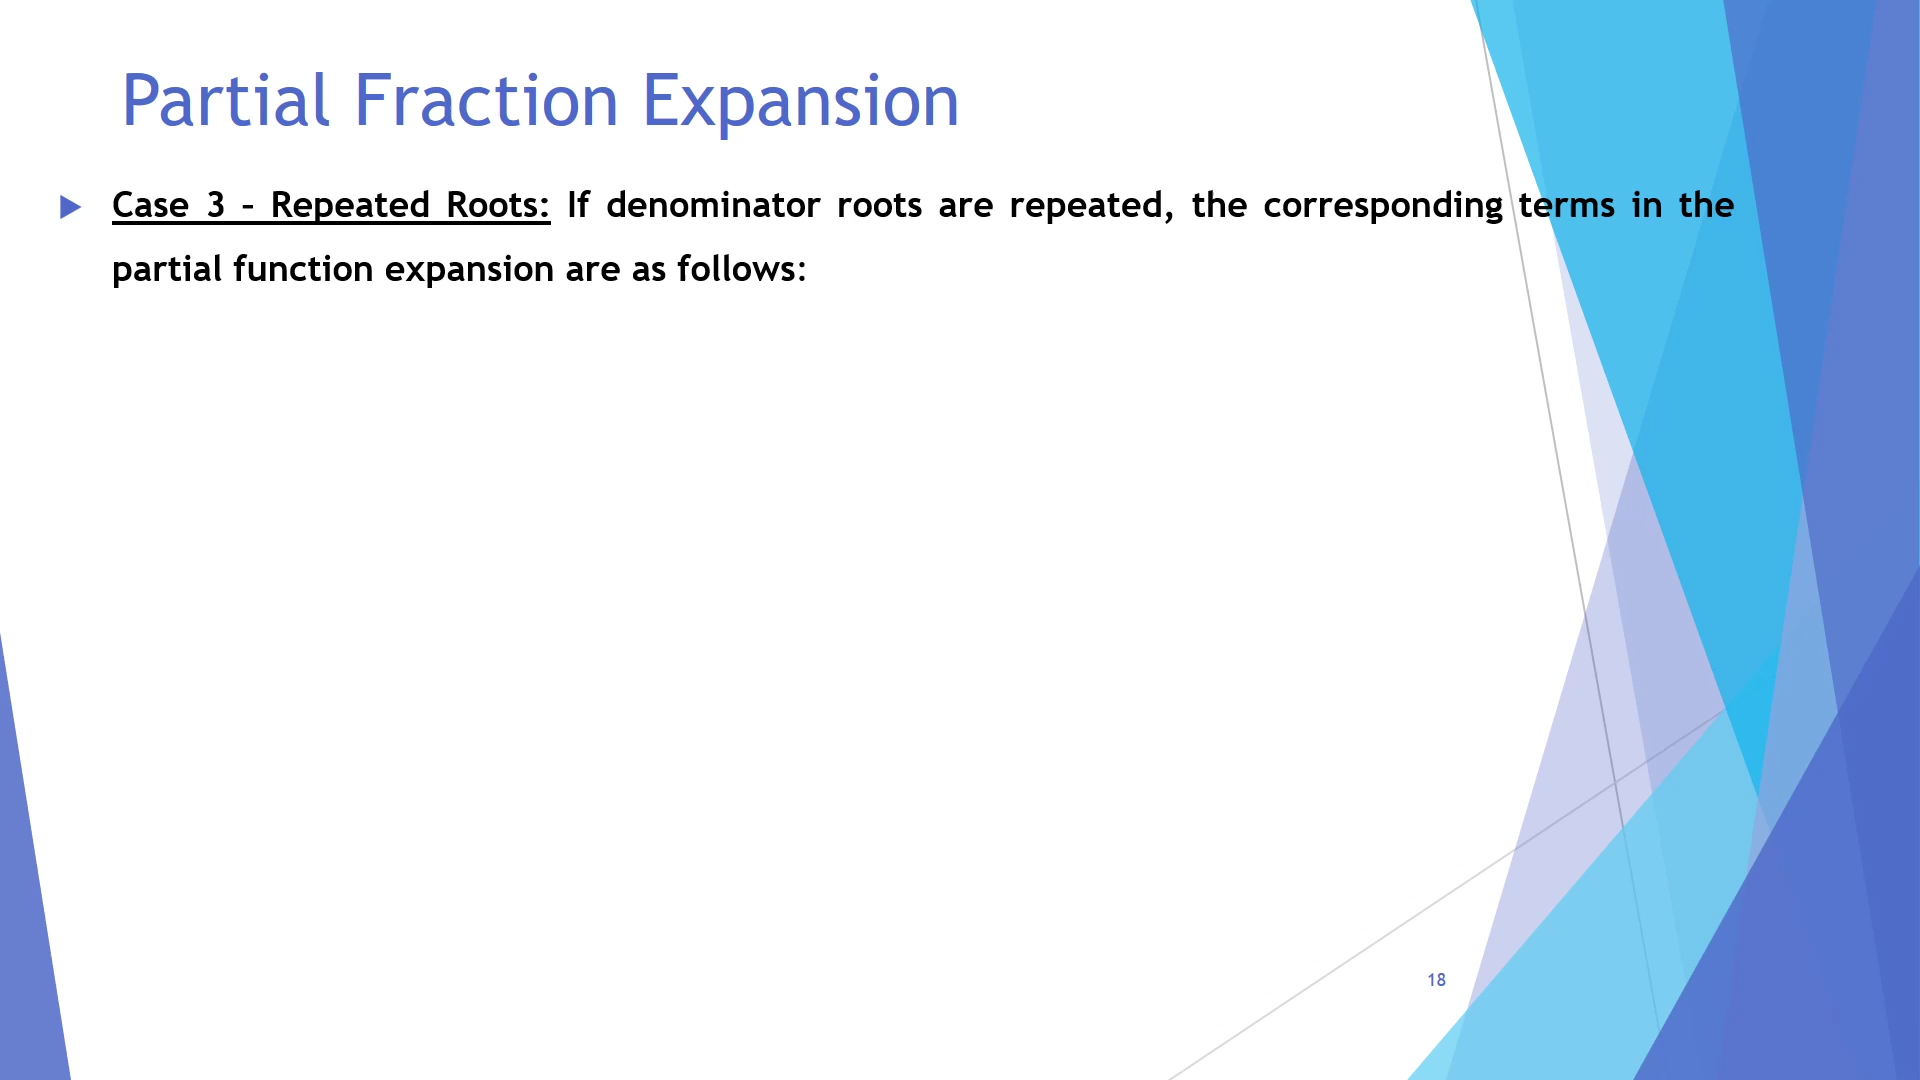 Partial Fraction Expansion
Case 3 – Repeated Roots: If denominator roots are repeated, the corresponding terms in the
partial function expansion are as follows:
18